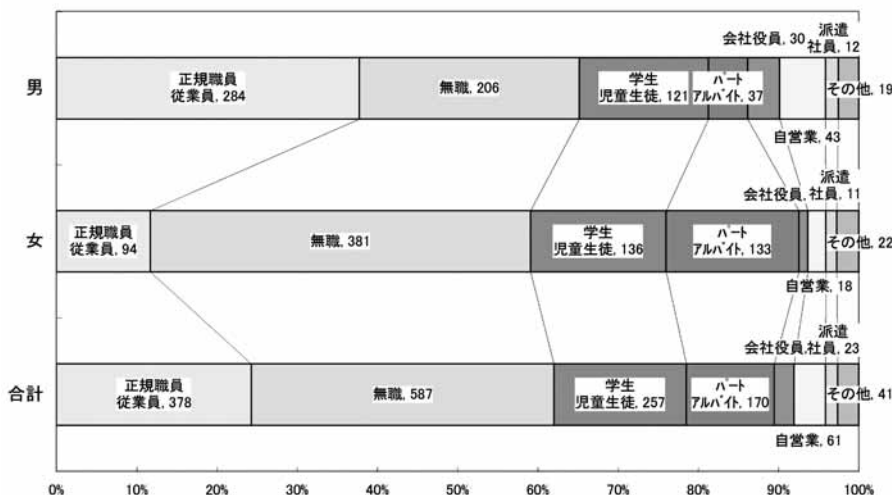 会社役員, 30
派遣
社員, 12
男
正規職員
従業員, 284
無職, 206
学生
児童生徒, 121
パート
アルバイト, 37
その他, 19
自営業, 43
派遣
会社役員,
社員, 11
女
正規職員
従業員, 94
無職, 381
学生
児童生徒, 136
パート
アルバイト, 133
その他, 22
自営業, 18
派遣
会社役員,
社員, 23
合計
正規職員
従業員, 378
無職, 587
学生
児童生徒, 257
パート
アルバイト, 170
その他, 41
自営業, 61
0% 10% 20% 30% 40% 50% 60% 70% 80% 90% 100%